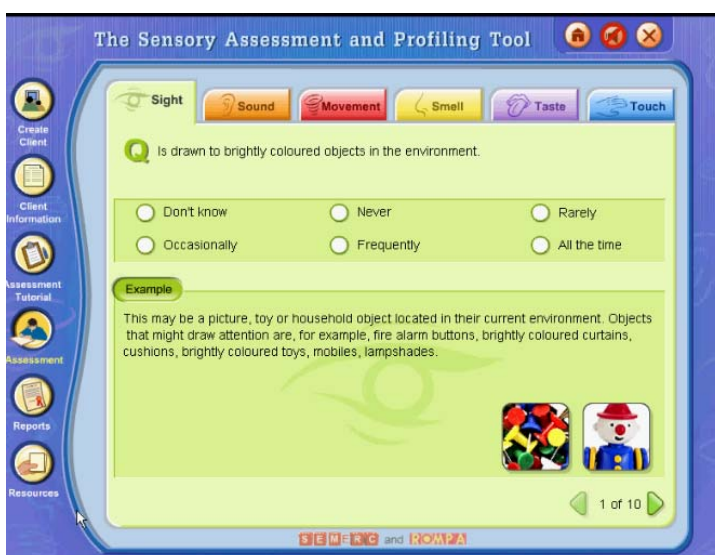 The Sensory Assessment and Profiling Tool
Sight
Sound
Movement
Smell
Taste
Touch
Create
Client
Client
Information
Assessment
Tutorial
Assessment
Reports
Resources
Q Is drawn to brightly coloured objects in the environment.
Don't know
Never
Rarely
Occasionally
Frequently
All the time
Example
This may be a picture, toy or household object located in their current environment. Objects
that might draw attention are, for example, fire alarm buttons, brightly coloured curtains,
cushions, brightly coloured toys, mobiles, lampshades.
1 of 10
SEMERC and ROMPA